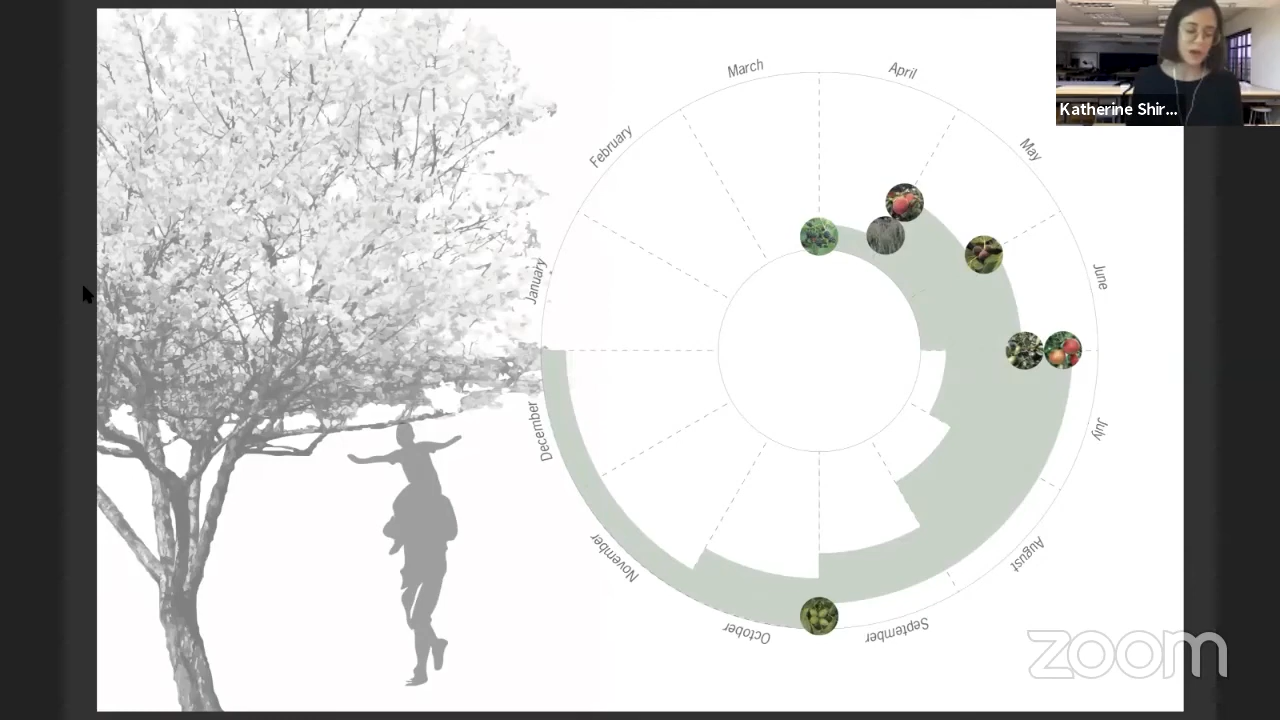 March
April
February
May
January
June
December
July
November
August
October
September
Katherine Shir...
zoom